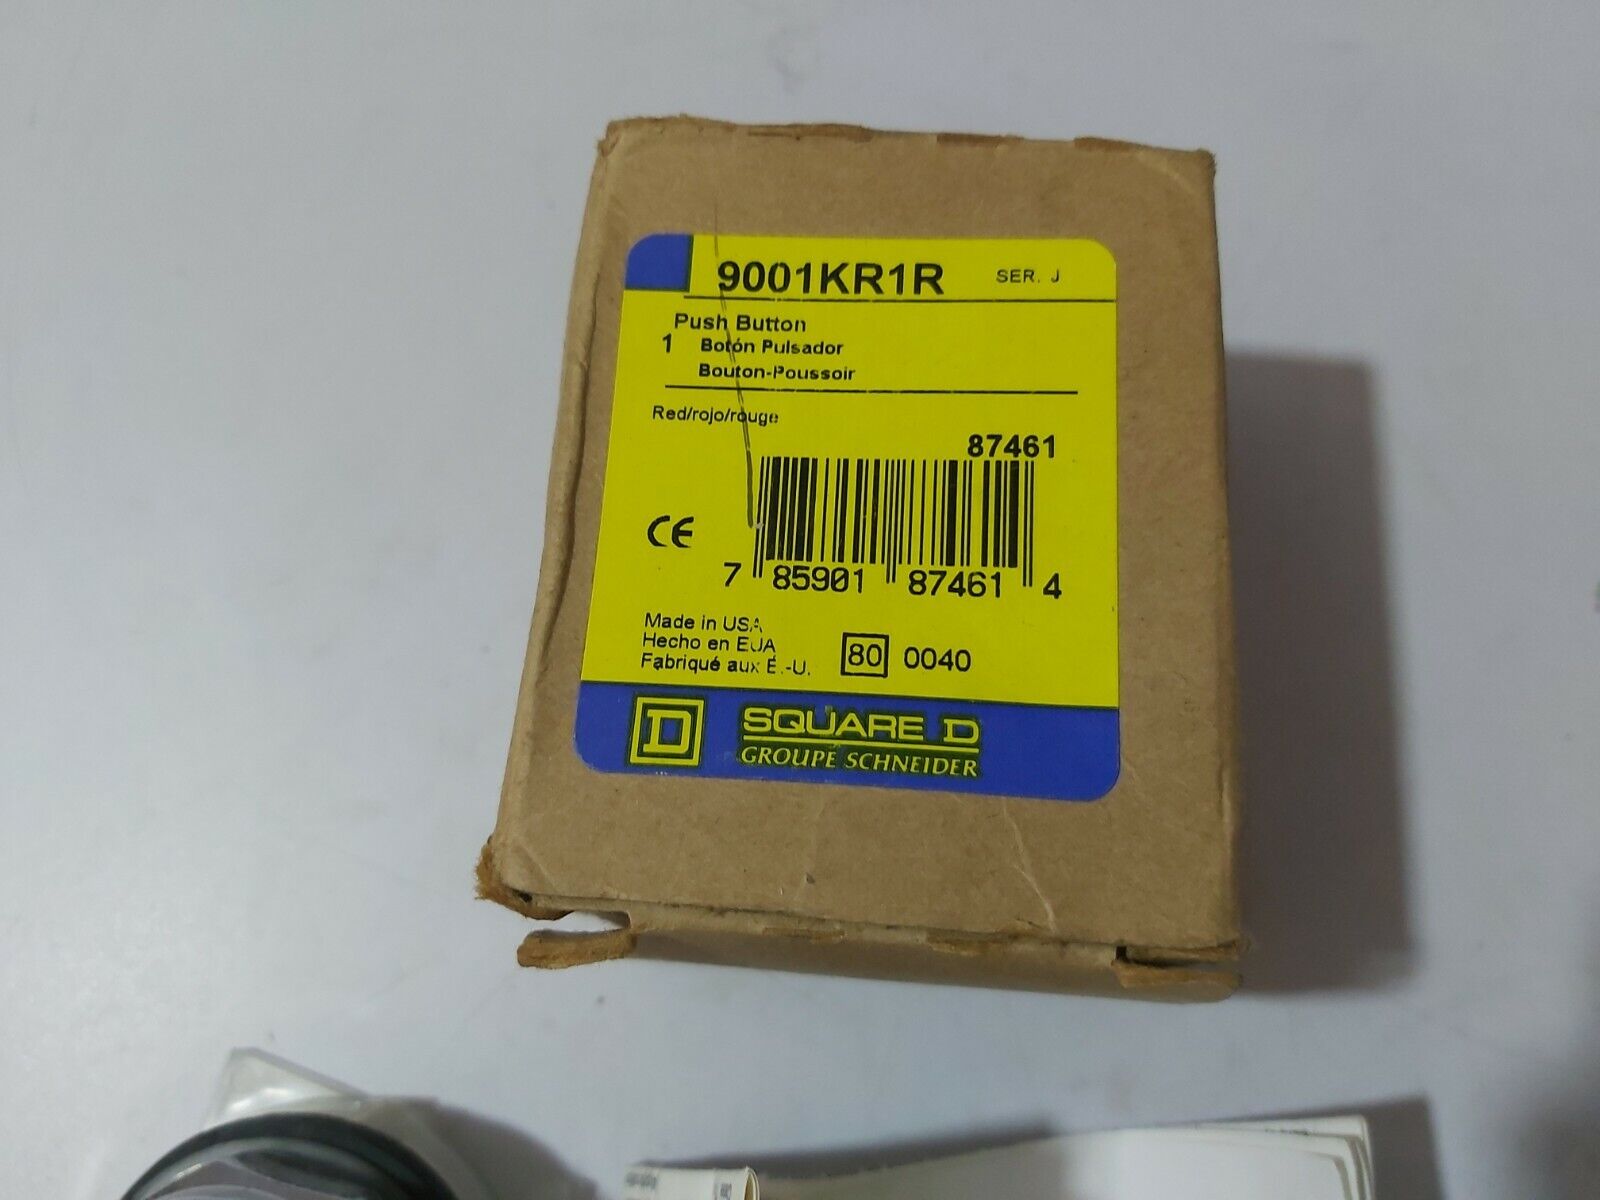 9001KR1R SER. J
Push Button
1 Botón Pulsador
Bouton-Poussoir
Red/rojo/rouge
87461
CE
7 85901 87461 4
Made in USA
Hecho en EUA
Fabriqué aux É.-U.
80 0040
D SQUARE D
GROUPE SCHNEIDER